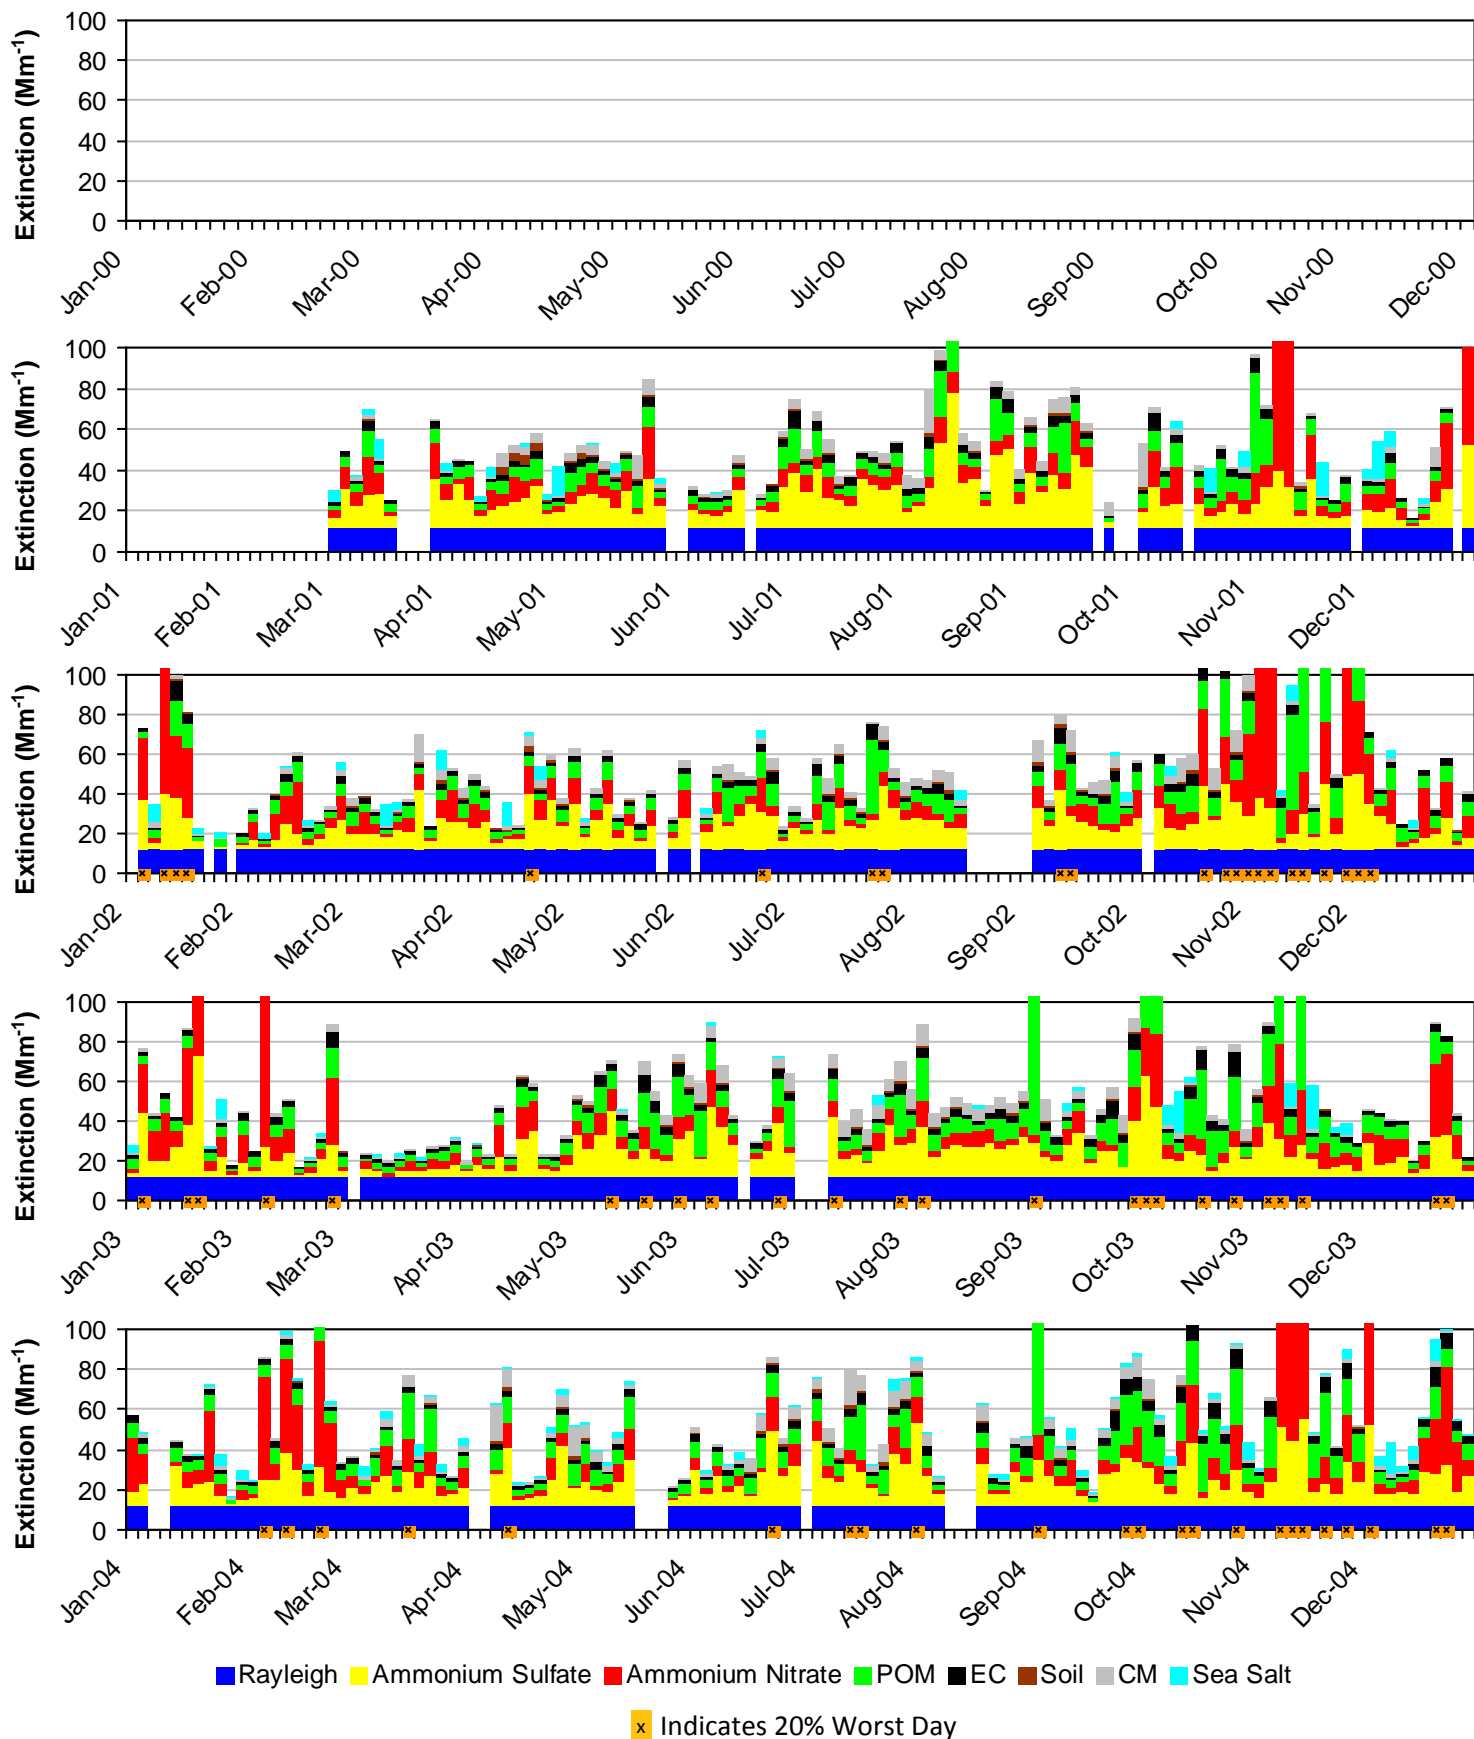 Extinction (Mm⁻¹)
100
80
60
40
20
0
Jan-00 Feb-00 Mar-00 Apr-00 May-00 Jun-00 Jul-00 Aug-00 Sep-00 Oct-00 Nov-00 Dec-00
Extinction (Mm⁻¹)
100
80
60
40
20
0
Jan-01 Feb-01 Mar-01 Apr-01 May-01 Jun-01 Jul-01 Aug-01 Sep-01 Oct-01 Nov-01 Dec-01
Extinction (Mm⁻¹)
100
80
60
40
20
0
Jan-02 Feb-02 Mar-02 Apr-02 May-02 Jun-02 Jul-02 Aug-02 Sep-02 Oct-02 Nov-02 Dec-02
Extinction (Mm⁻¹)
100
80
60
40
20
0
Jan-03 Feb-03 Mar-03 Apr-03 May-03 Jun-03 Jul-03 Aug-03 Sep-03 Oct-03 Nov-03 Dec-03
Extinction (Mm⁻¹)
100
80
60
40
20
0
Jan-04 Feb-04 Mar-04 Apr-04 May-04 Jun-04 Jul-04 Aug-04 Sep-04 Oct-04 Nov-04 Dec-04
Rayleigh Ammonium Sulfate Ammonium Nitrate POM EC Soil CM Sea Salt
x Indicates 20% Worst Day